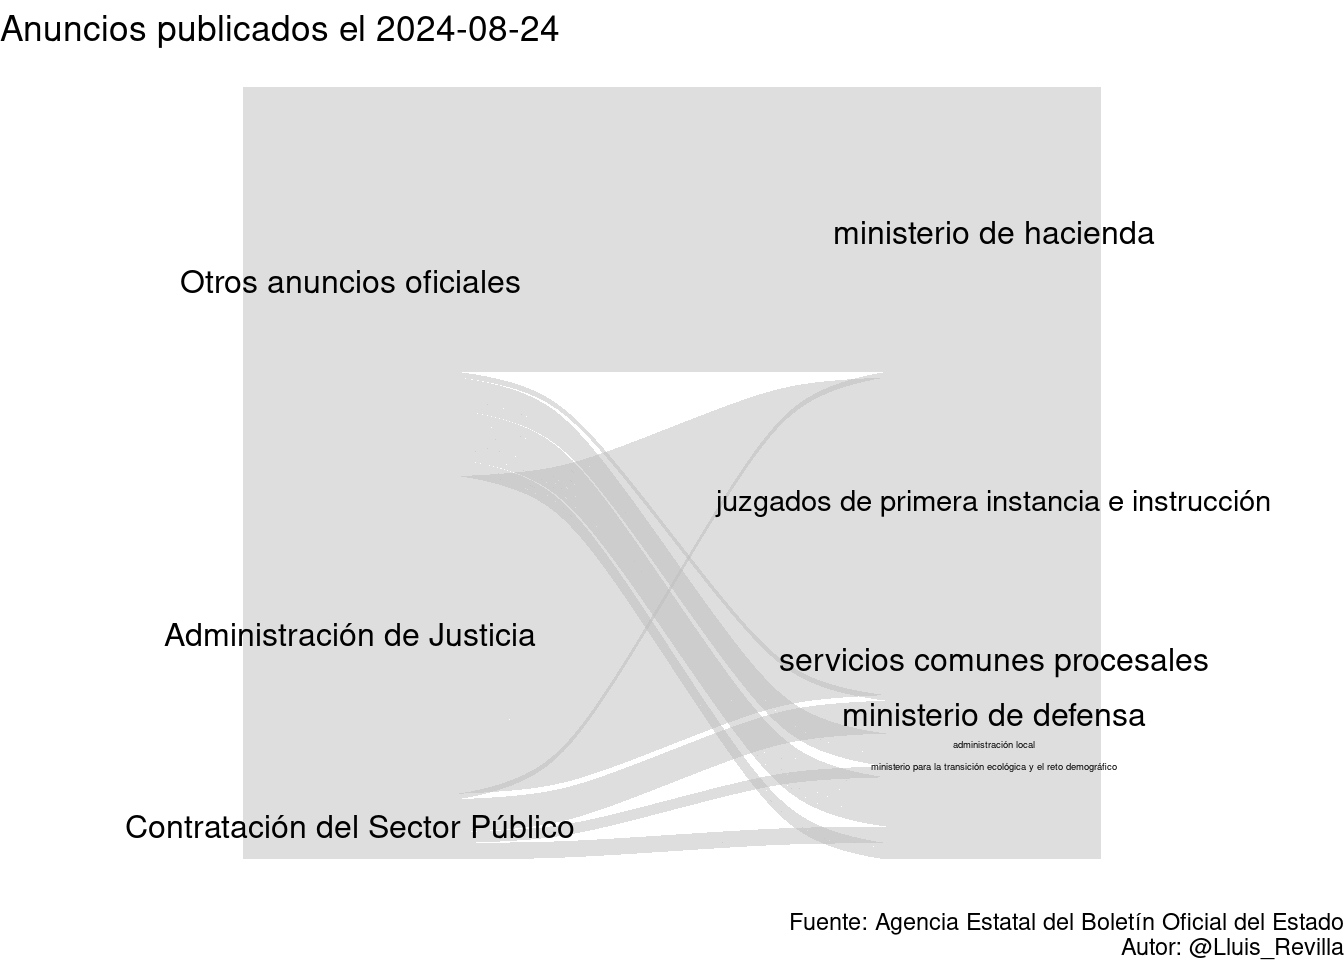 Anuncios publicados el 2024-08-24
ministerio de hacienda
Otros anuncios oficiales
juzgados de primera instancia e instrucción
Administración de Justicia
servicios comunes procesales
ministerio de defensa
administración local
ministerio para la transición ecológica y el reto demográfico
Contratación del Sector Público
Fuente: Agencia Estatal del Boletín Oficial del Estado
Autor: @Lluis_Revilla